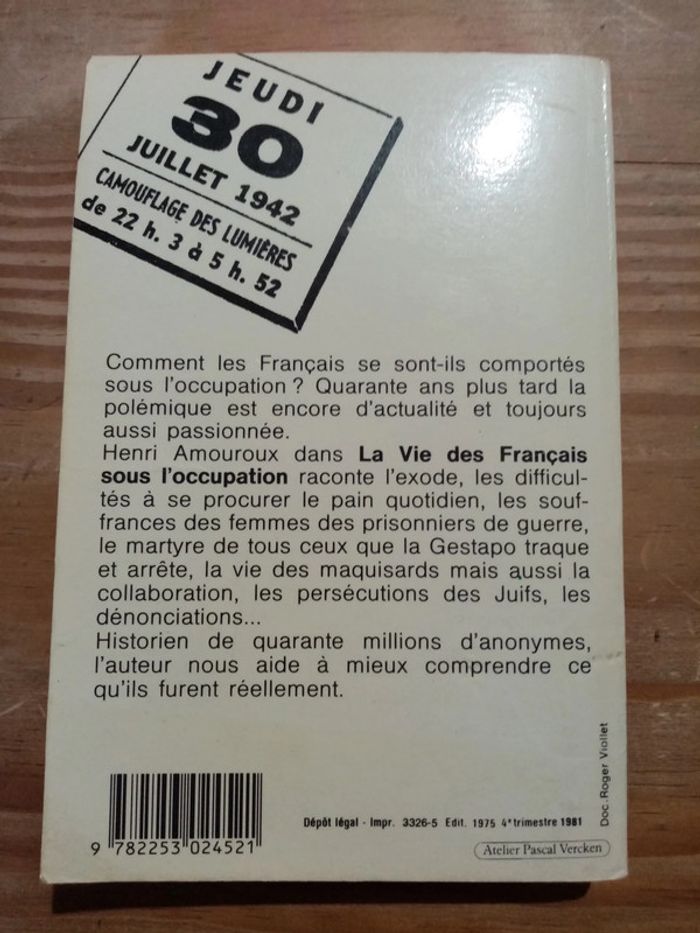 JEUDI
30
JUILLET 1942
CAMOUFLAGE DES LUMIÈRES
de 22 h. 3 à 5 h. 52
Comment les Français se sont-ils comportés
sous l'occupation ? Quarante ans plus tard la
polémique est encore d'actualité et toujours
aussi passionnée.
Henri Amouroux dans La Vie des Français
sous l'occupation raconte l'exode, les difficul-
tés à se procurer le pain quotidien, les souf-
frances des femmes des prisonniers de guerre,
le martyre de tous ceux que la Gestapo traque
et arrête, la vie des maquisards mais aussi la
collaboration, les persécutions des Juifs, les
dénonciations...
Historien de quarante millions d'anonymes,
l'auteur nous aide à mieux comprendre ce
qu'ils furent réellement.
Doc. Roger Viollet
Dépôt légal - Impr. 3326-5 Edit. 1975 4e trimestre 1981
9 782253 024521
Atelier Pascal Vercken